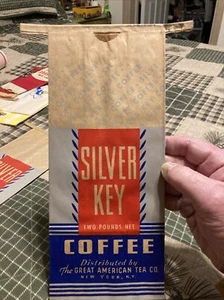 SILVER
KEY
TWO POUNDS NET
COFFEE
Distributed by
The GREAT AMERICAN TEA CO.
NEW YORK, N.Y.